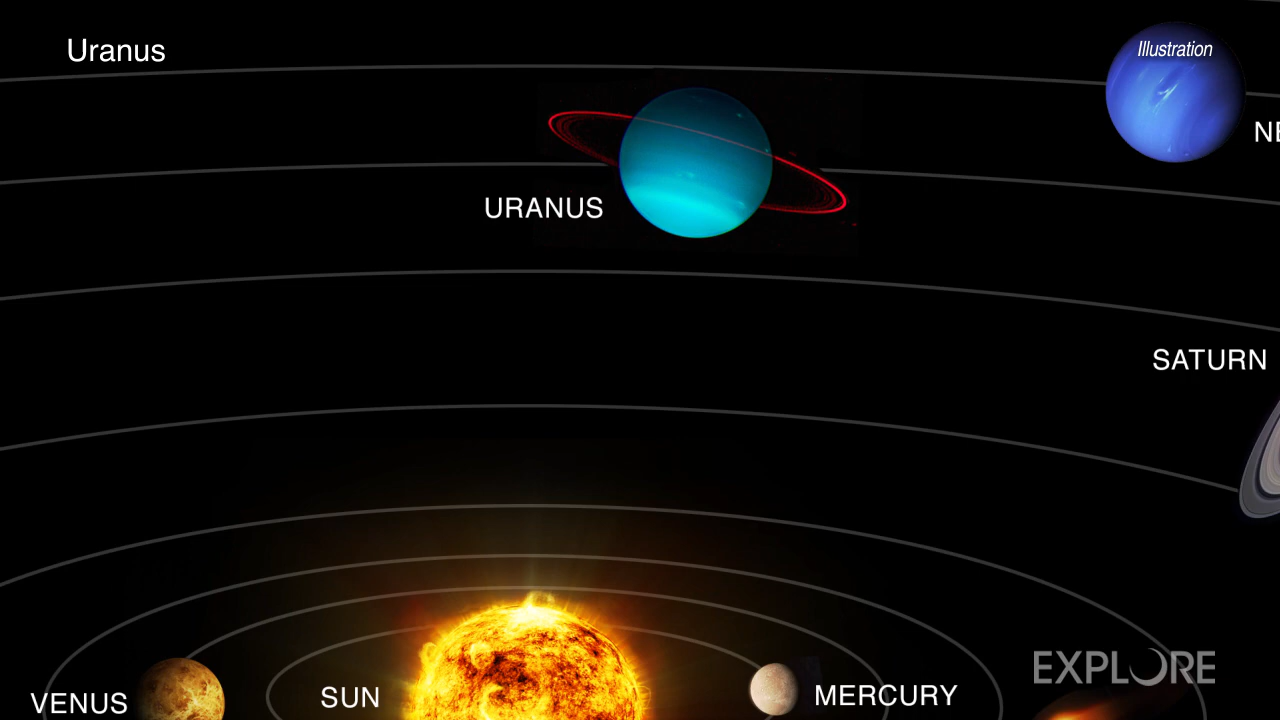 Uranus
Illustration
URANUS
SATURN
EXPLORE
VENUS
SUN
MERCURY